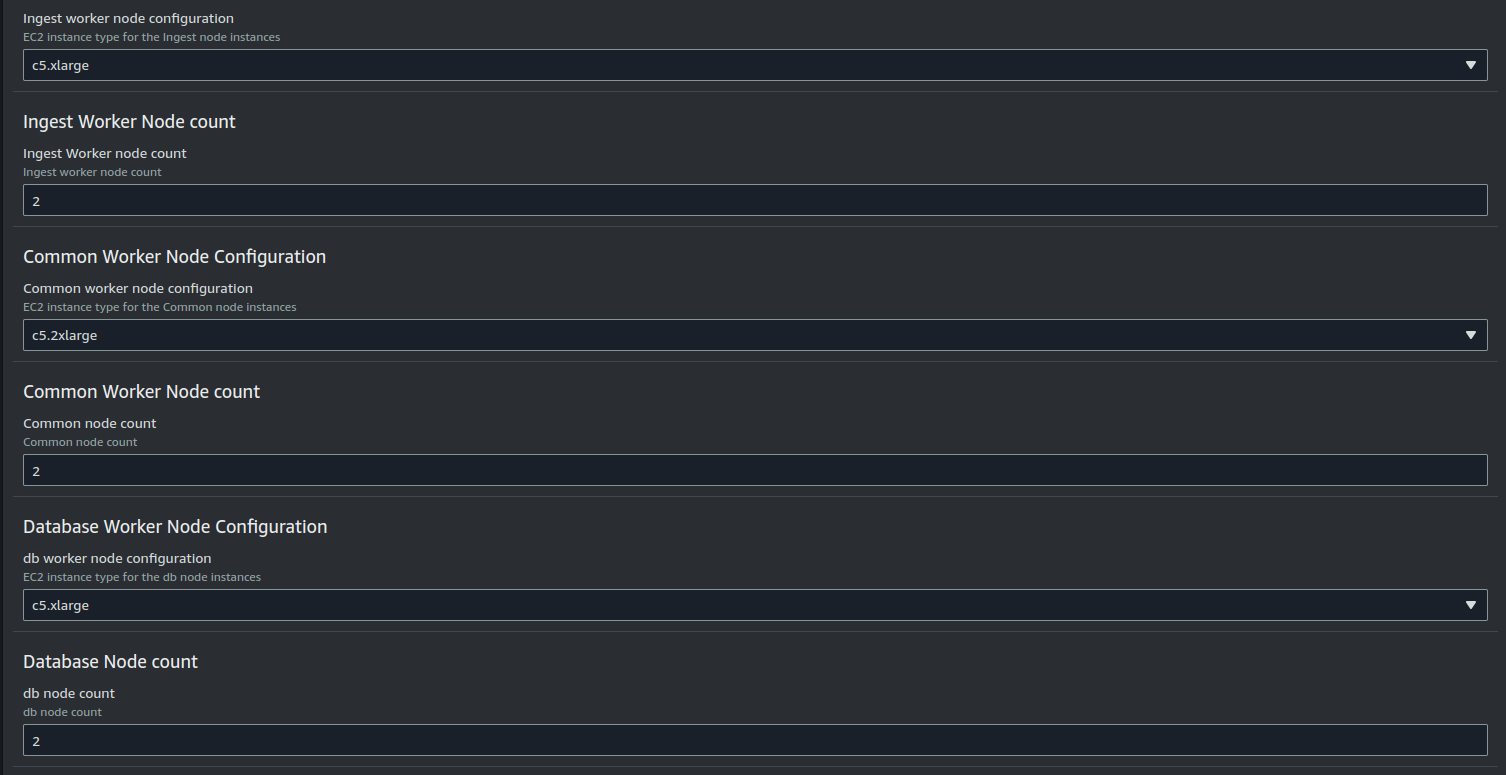 Ingest worker node configuration
EC2 instance type for the Ingest node instances
c5.xlarge
Ingest Worker Node count
Ingest Worker node count
Ingest worker node count
2
Common Worker Node Configuration
Common worker node configuration
EC2 instance type for the Common node instances
c5.2xlarge
Common Worker Node count
Common node count
Common node count
2
Database Worker Node Configuration
db worker node configuration
EC2 instance type for the db node instances
c5.xlarge
Database Node count
db node count
db node count
2